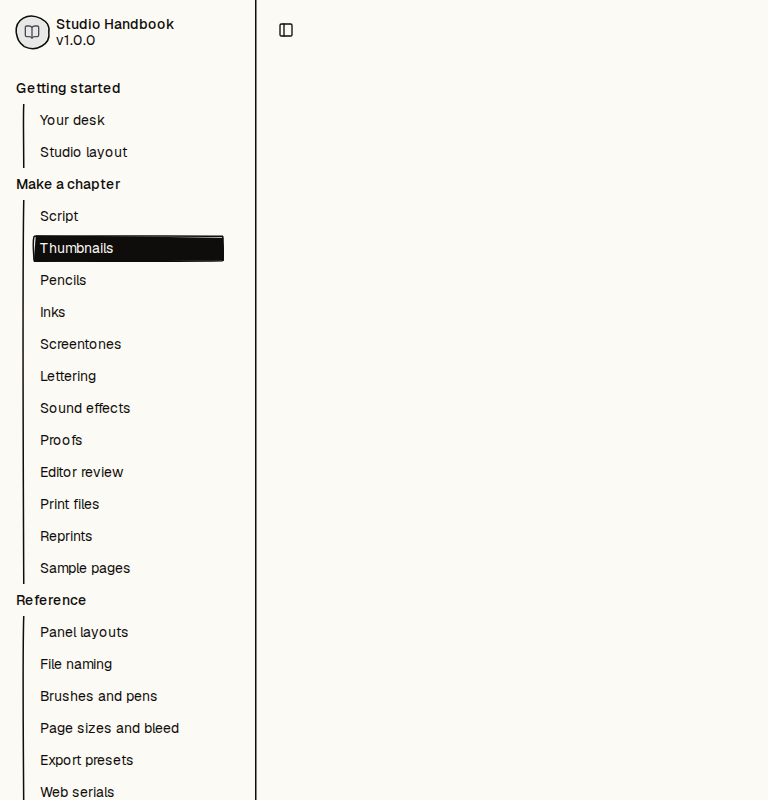 Studio Handbook
v1.0.0
Getting started
Your desk
Studio layout
Make a chapter
Script
Thumbnails
Pencils
Inks
Screentones
Lettering
Sound effects
Proofs
Editor review
Print files
Reprints
Sample pages
Reference
Panel layouts
File naming
Brushes and pens
Page sizes and bleed
Export presets
Web serials